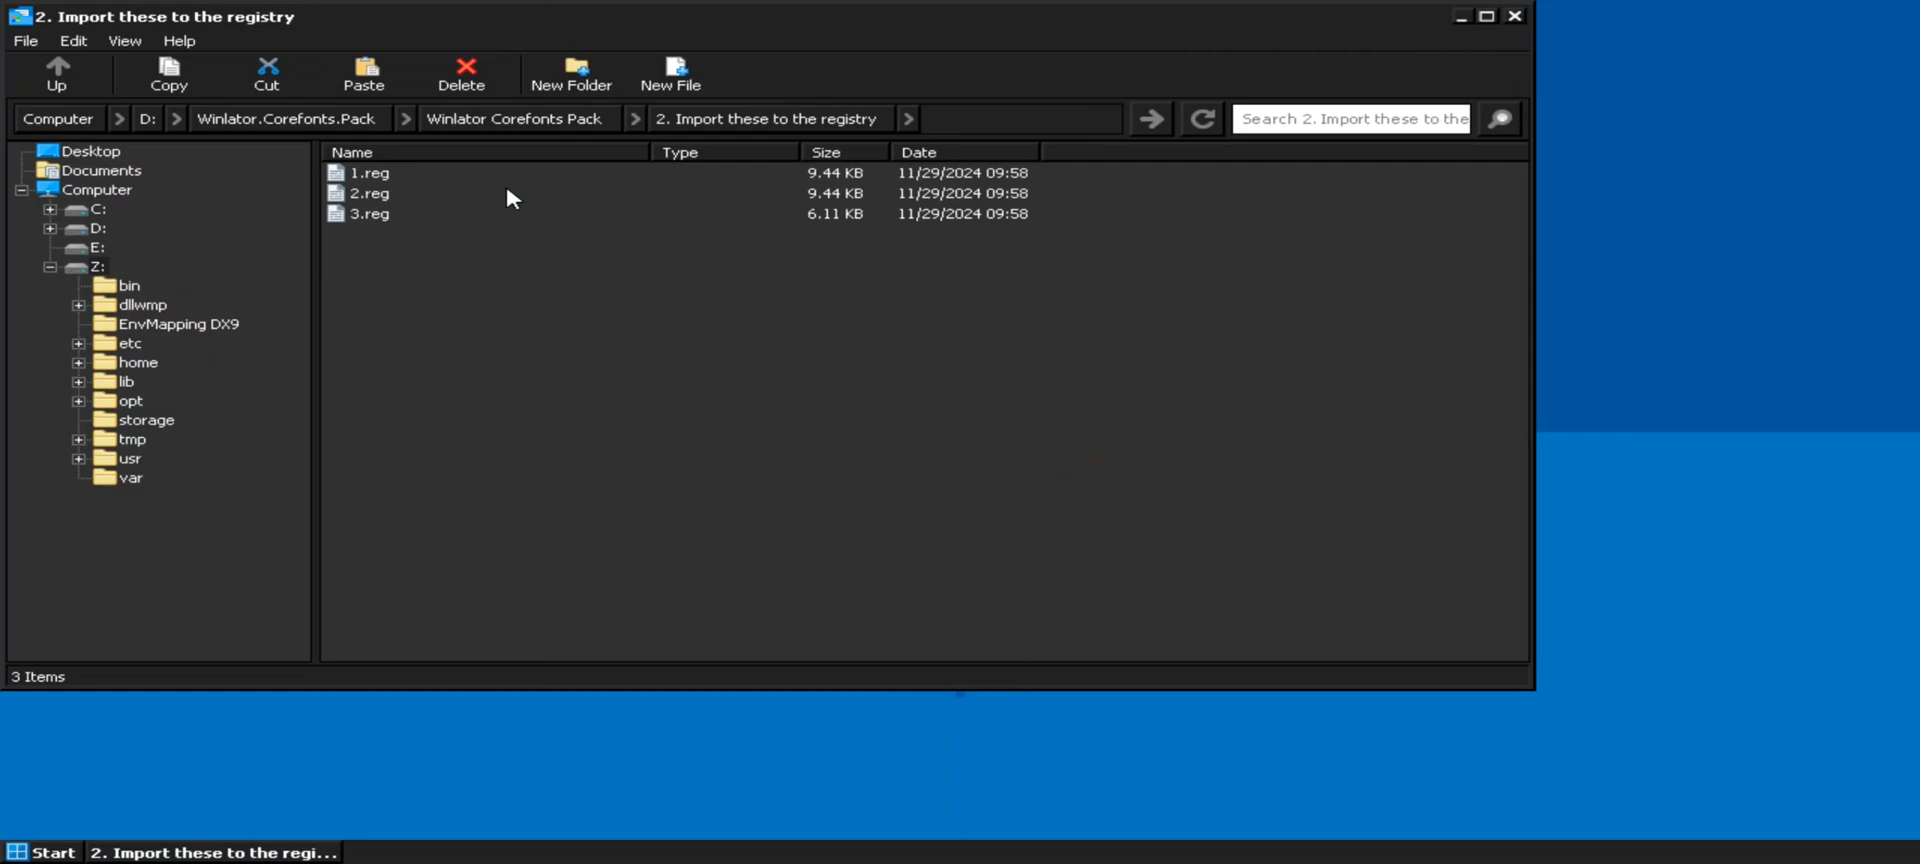 2. Import these to the registry
File Edit View Help
Up Copy Cut Paste Delete New Folder New File
Computer D: Winlator.Corefonts.Pack Winlator Corefonts Pack 2. Import these to the registry Search 2. Import these to the
Desktop
Documents
Computer
C:
D:
E:
Z:
bin
dllwmp
EnvMapping DX9
etc
home
lib
opt
storage
tmp
usr
var
Name Type Size Date
1.reg 9.44 KB 11/29/2024 09:58
2.reg 9.44 KB 11/29/2024 09:58
3.reg 6.11 KB 11/29/2024 09:58
3 Items
Start 2. Import these to the regi...